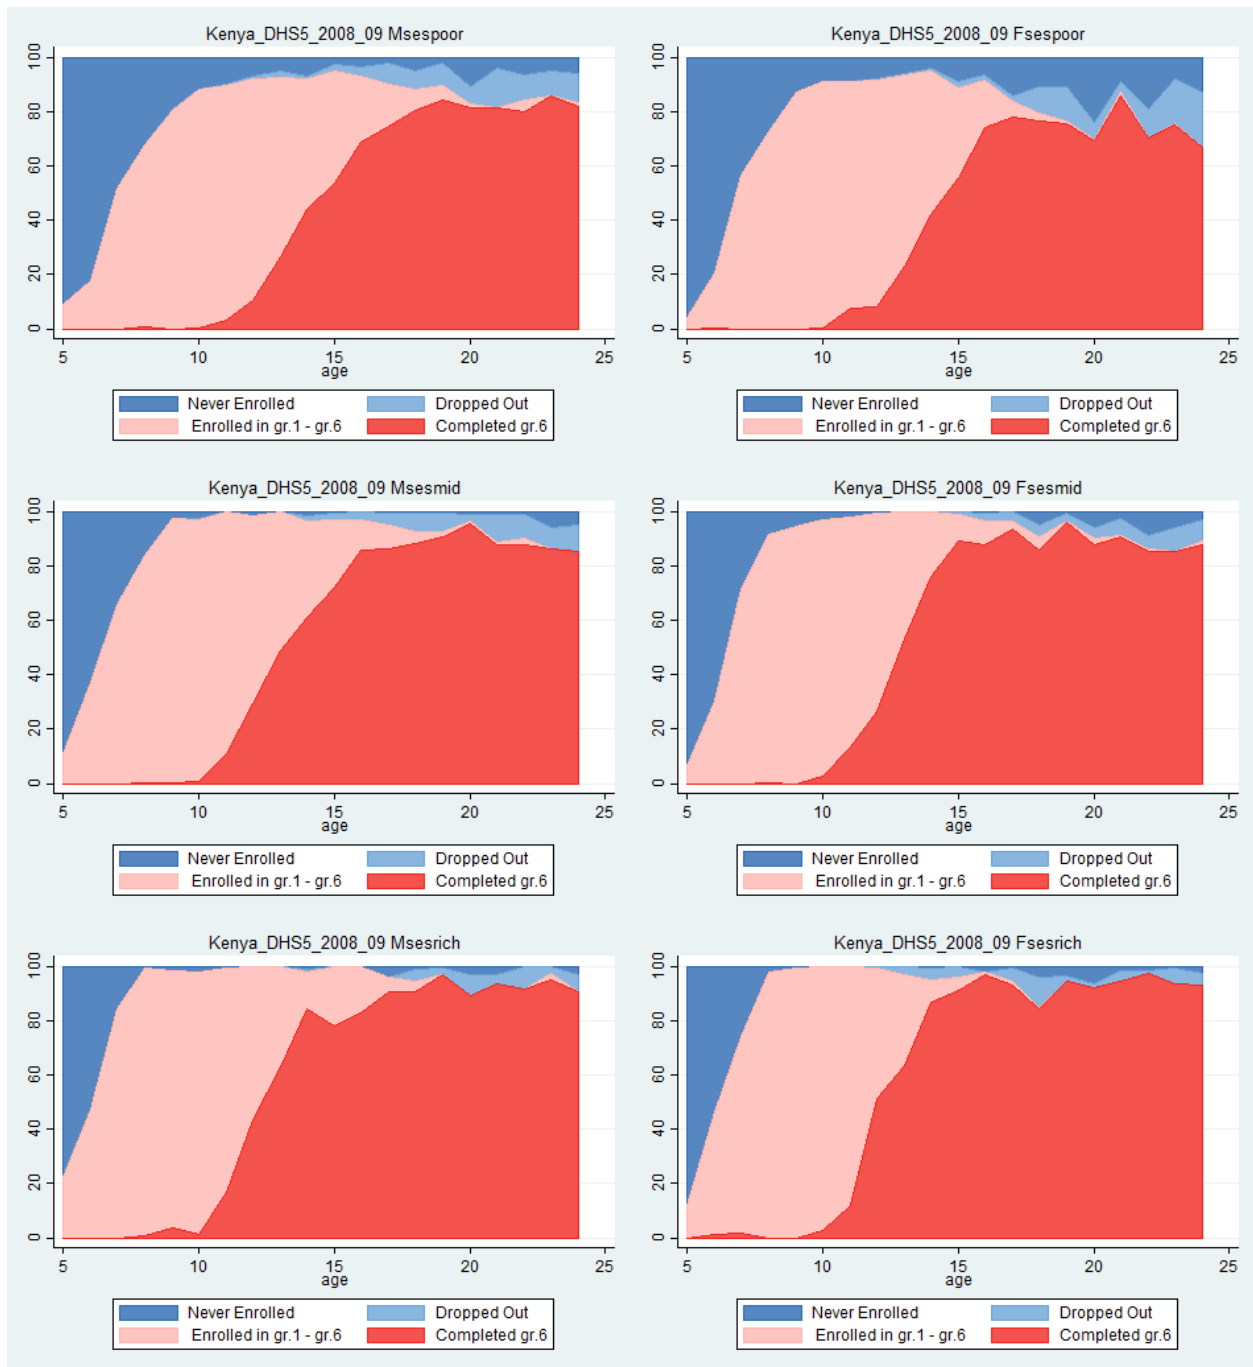 Kenya_DHS5_2008_09 Msespoor
100
80
60
40
20
0
5 10 15 20 25
age
Never Enrolled Dropped Out
Enrolled in gr.1 - gr.6 Completed gr.6
Kenya_DHS5_2008_09 Fsespoor
100
80
60
40
20
0
5 10 15 20 25
age
Never Enrolled Dropped Out
Enrolled in gr.1 - gr.6 Completed gr.6
Kenya_DHS5_2008_09 Msesmid
100
80
60
40
20
0
5 10 15 20 25
age
Never Enrolled Dropped Out
Enrolled in gr.1 - gr.6 Completed gr.6
Kenya_DHS5_2008_09 Fsesmid
100
80
60
40
20
0
5 10 15 20 25
age
Never Enrolled Dropped Out
Enrolled in gr.1 - gr.6 Completed gr.6
Kenya_DHS5_2008_09 Msesrich
100
80
60
40
20
0
5 10 15 20 25
age
Never Enrolled Dropped Out
Enrolled in gr.1 - gr.6 Completed gr.6
Kenya_DHS5_2008_09 Fsesrich
100
80
60
40
20
0
5 10 15 20 25
age
Never Enrolled Dropped Out
Enrolled in gr.1 - gr.6 Completed gr.6